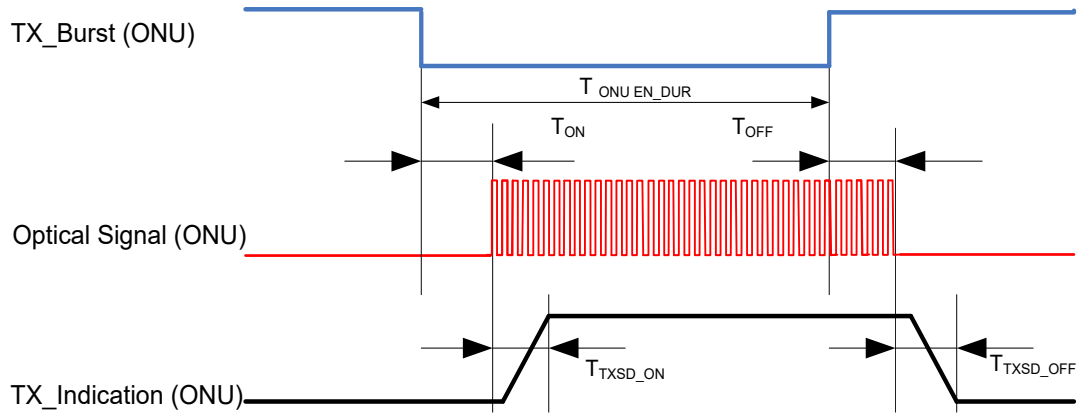 TX_Burst (ONU)
T ONU EN_DUR
TON
TOFF
Optical Signal (ONU)
TTXSD_ON
TTXSD_OFF
TX_Indication (ONU)